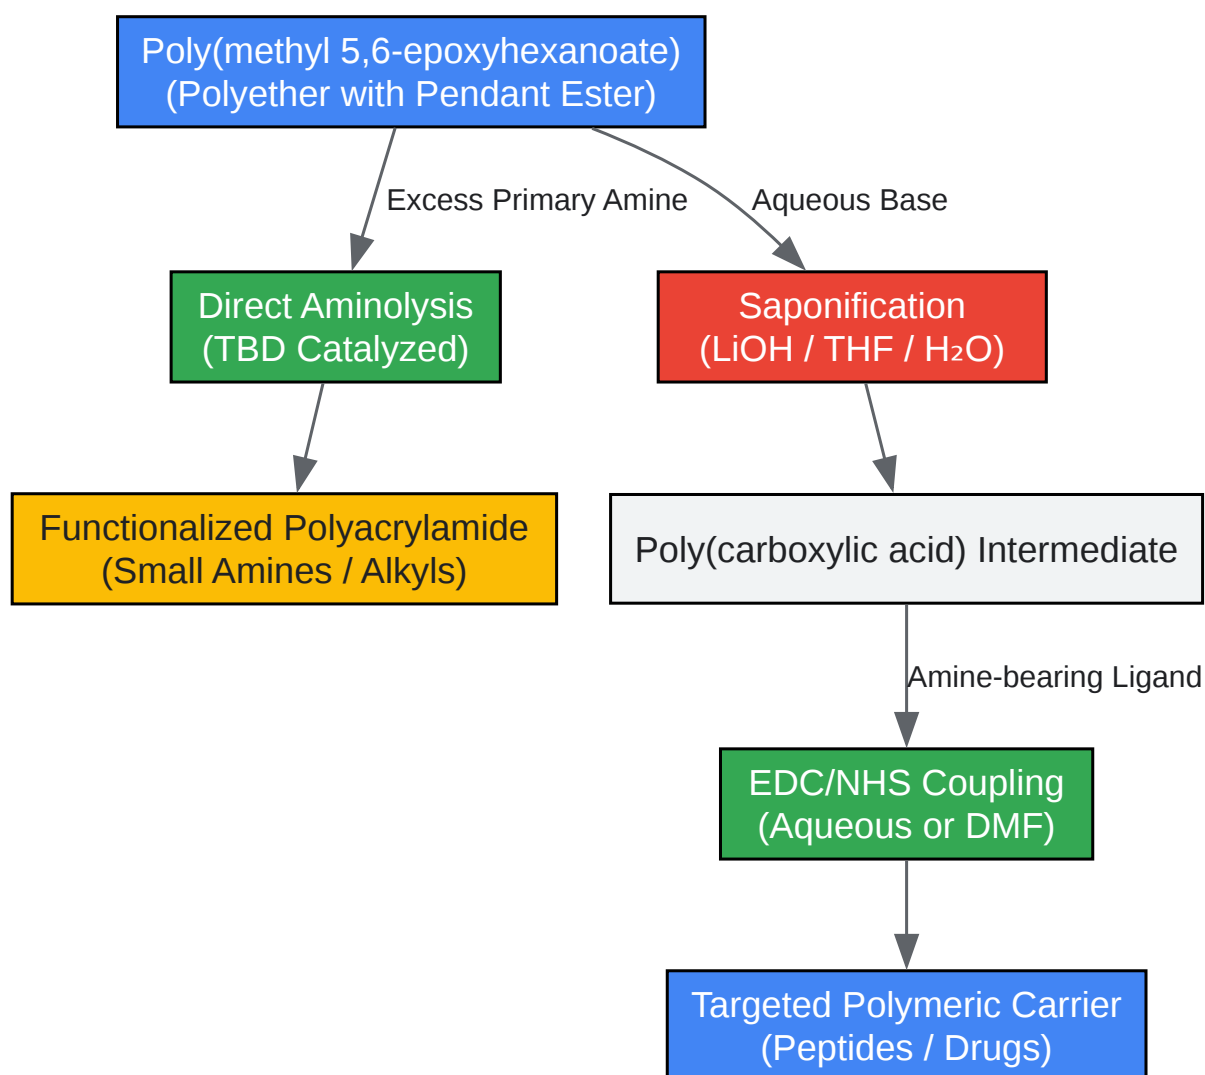 Poly(methyl 5,6-epoxyhexanoate)
(Polyether with Pendant Ester)
Excess Primary Amine
Aqueous Base
Direct Aminolysis
(TBD Catalyzed)
Saponification
(LiOH / THF / H₂O)
Functionalized Polyacrylamide
(Small Amines / Alkyls)
Poly(carboxylic acid) Intermediate
Amine-bearing Ligand
EDC/NHS Coupling
(Aqueous or DMF)
Targeted Polymeric Carrier
(Peptides / Drugs)